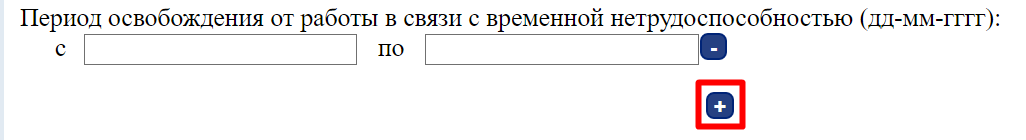 Период освобождения от работы в связи с временной нетрудоспособностью (дд-мм-гггг):
с по -
+